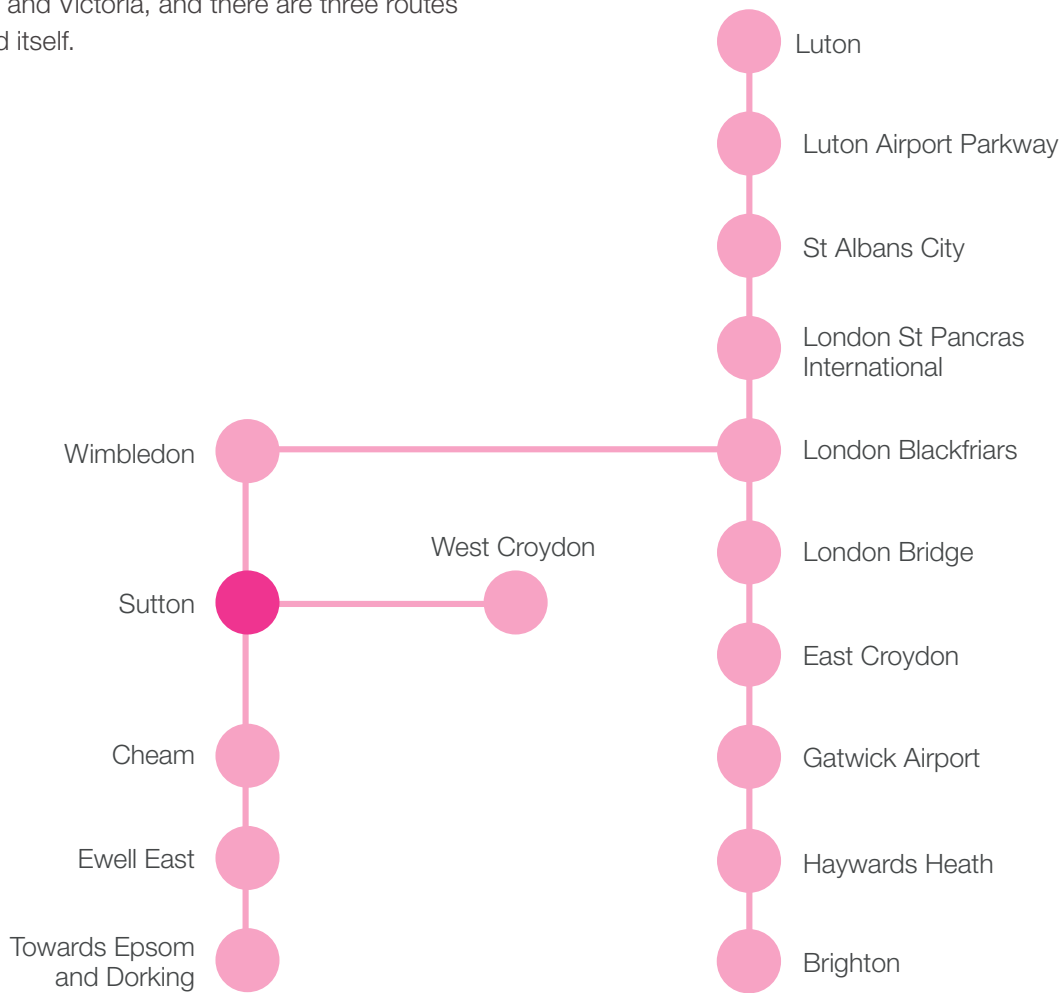 and Victoria, and there are three routes
itself.
Luton
Luton Airport Parkway
St Albans City
London St Pancras
International
Wimbledon
London Blackfriars
West Croydon
London Bridge
Sutton
East Croydon
Cheam
Gatwick Airport
Ewell East
Haywards Heath
Towards Epsom
and Dorking
Brighton